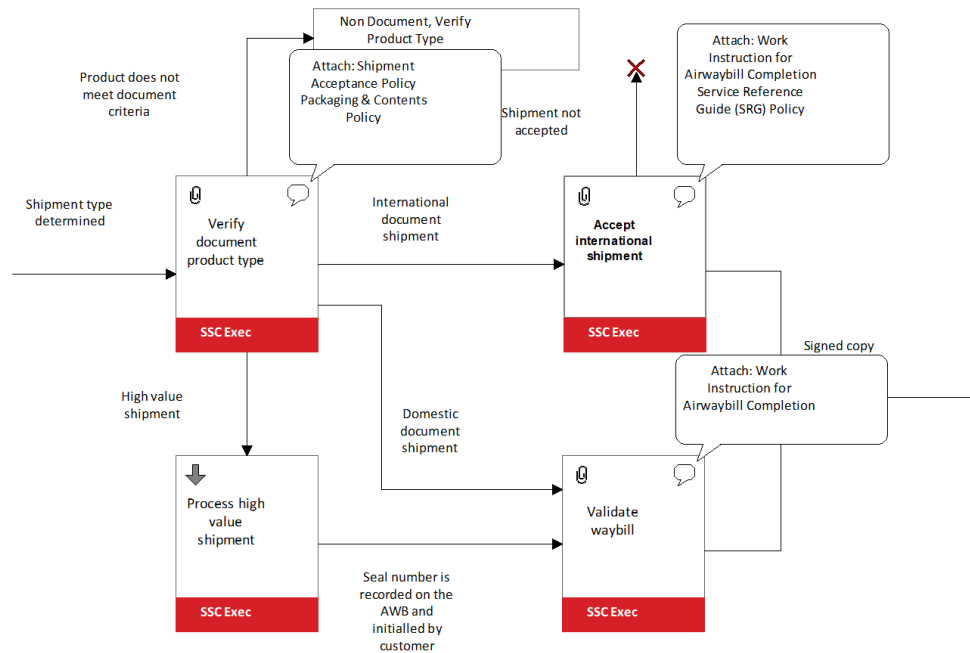 Non Document, Verify
Product Type
Attach: Shipment
Acceptance Policy
Packaging & Contents
Policy
Attach: Work
Instruction for
Airwaybill Completion
Service Reference
Guide (SRG) Policy
Product does not
meet document
criteria
Shipment not
accepted
Shipment type
determined
Verify
document
product type
SSC Exec
International
document
shipment
Accept
international
shipment
SSC Exec
Signed copy
Attach: Work
Instruction for
Airwaybill Completion
High value
shipment
Domestic
document
shipment
Process high
value
shipment
SSC Exec
Validate
waybill
SSC Exec
Seal number is
recorded on the
AWB and
initialled by
customer